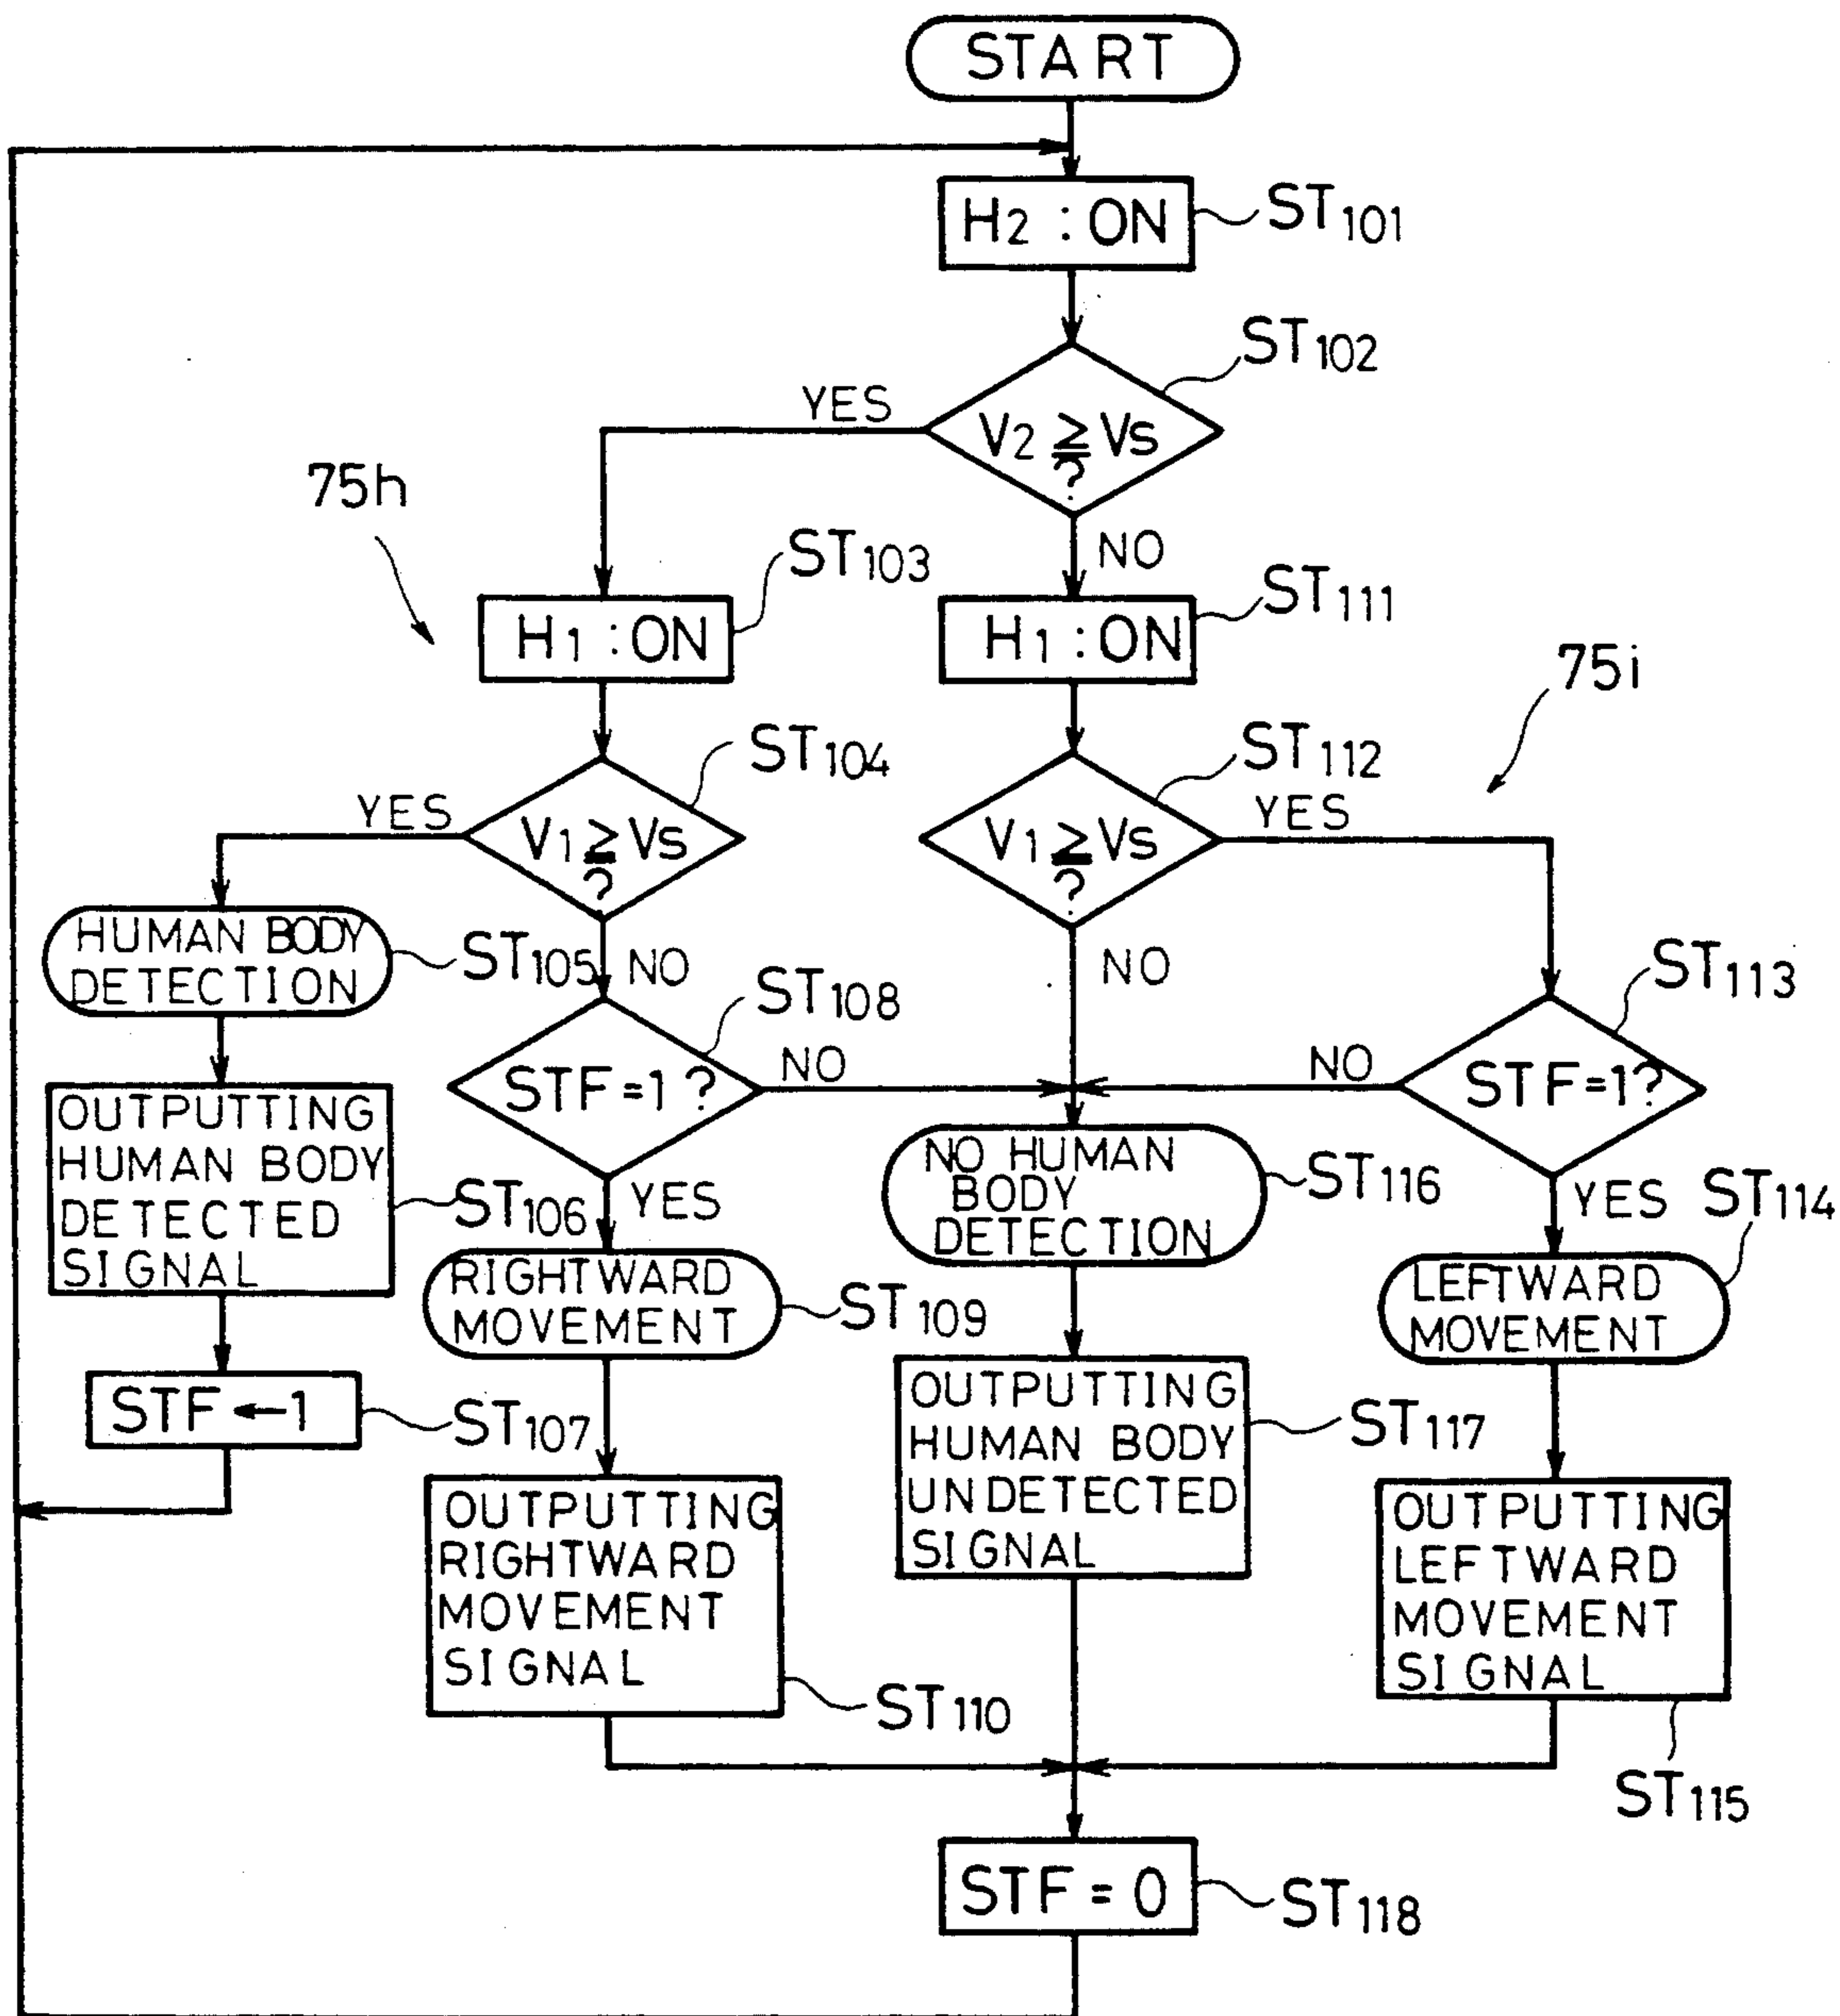 START
H2 : ON
ST101
ST102
YES
V2 ≧ Vs
?
75h
NO
ST103
ST111
H1 : ON
H1 : ON
75i
ST104
ST112
YES
YES
V1 ≧ Vs
?
V1 ≧ Vs
?
HUMAN BODY
DETECTION
ST105
NO
NO
ST113
ST108
STF = 1 ?
NO
NO
STF = 1?
OUTPUTTING
HUMAN BODY
DETECTED
SIGNAL
ST106
YES
NO HUMAN
BODY
DETECTION
ST116
YES
ST114
RIGHTWARD
MOVEMENT
ST109
LEFTWARD
MOVEMENT
STF ← 1
ST107
OUTPUTTING
HUMAN BODY
UNDETECTED
SIGNAL
ST117
OUTPUTTING
RIGHTWARD
MOVEMENT
SIGNAL
ST110
OUTPUTTING
LEFTWARD
MOVEMENT
SIGNAL
ST115
STF = 0
ST118